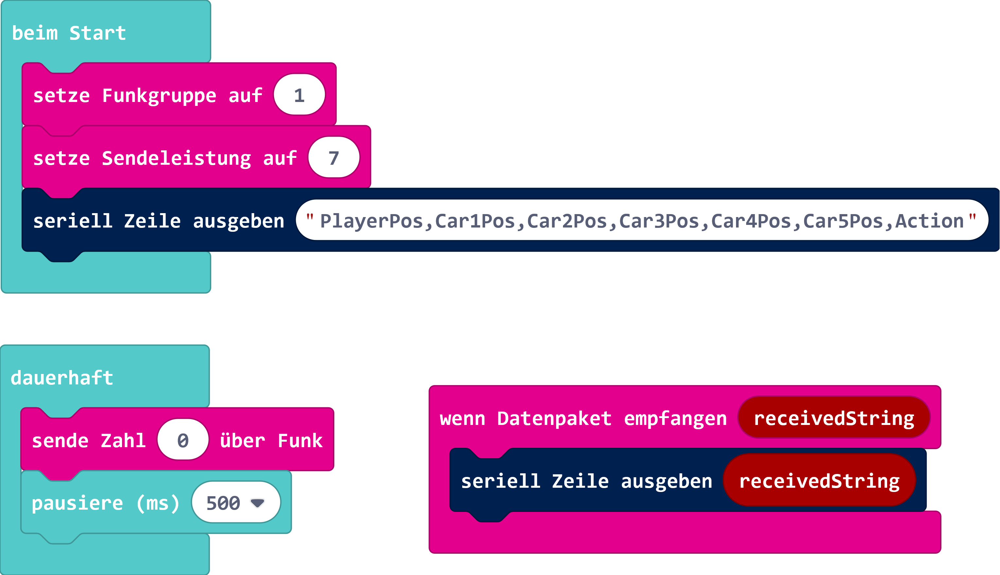 beim Start
setze Funkgruppe auf 1
setze Sendeleistung auf 7
seriell Zeile ausgeben "PlayerPos,Car1Pos,Car2Pos,Car3Pos,Car4Pos,Car5Pos,Action"
dauerhaft
sende Zahl 0 über Funk
pausiere (ms) 500
wenn Datenpaket empfangen receivedString
seriell Zeile ausgeben receivedString